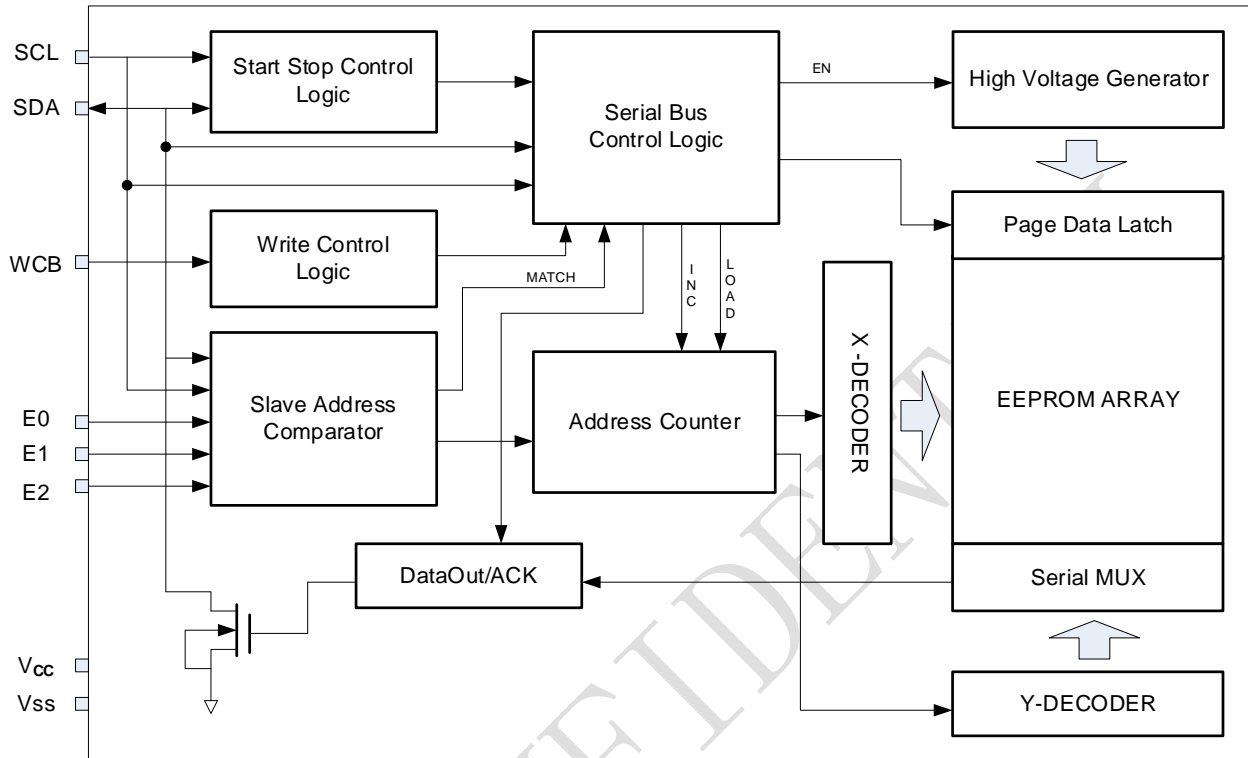 SCL
SDA
WCB
E0
E1
E2
Vcc
Vss
Start Stop Control
Logic
Serial Bus
Control Logic
EN
High Voltage Generator
Write Control
Logic
MATCH
INC
LOAD
Page Data Latch
Slave Address
Comparator
Address Counter
X -DECODER
EEPROM ARRAY
DataOut/ACK
Serial MUX
Y-DECODER